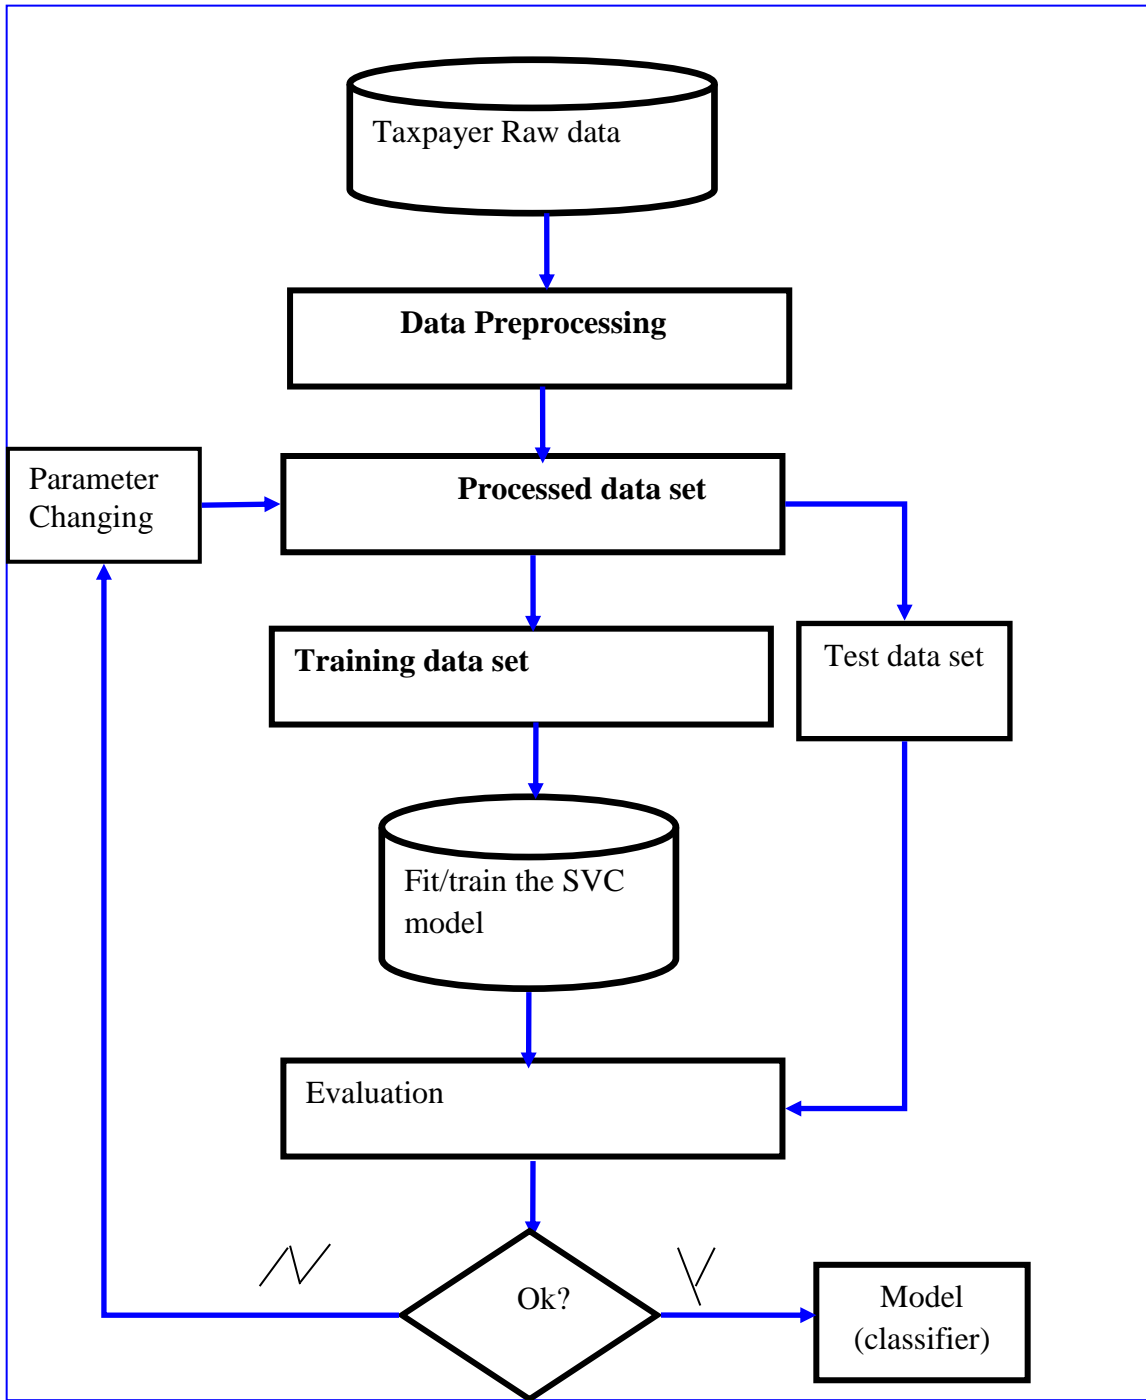 Taxpayer Raw data
Data Preprocessing
Parameter
Changing
Processed data set
Training data set
Test data set
Fit/train the SVC
model
Evaluation
N
Y
Ok?
Model
(classifier)